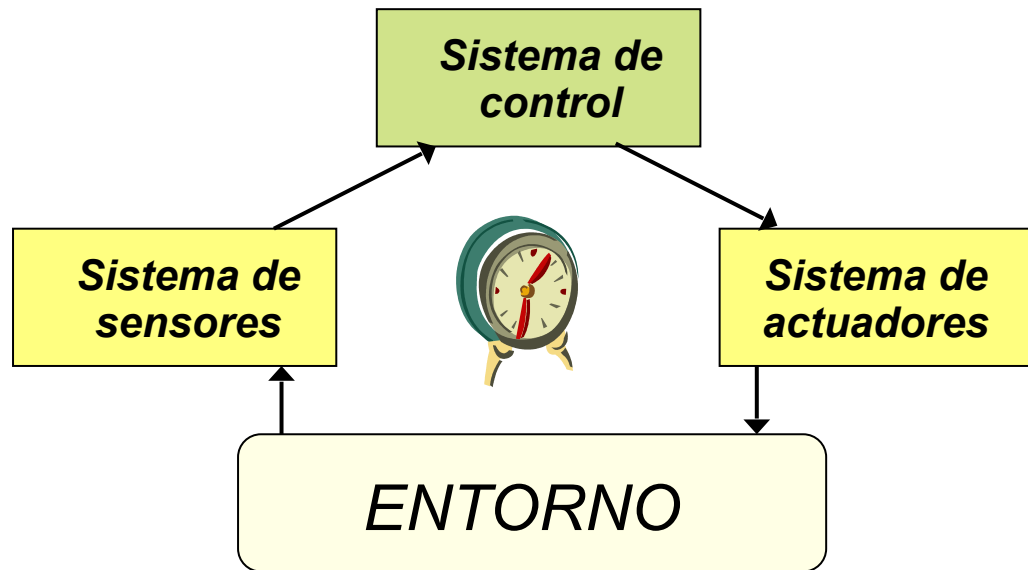 Sistema de
control
Sistema de
sensores
Sistema de
actuadores
ENTORNO